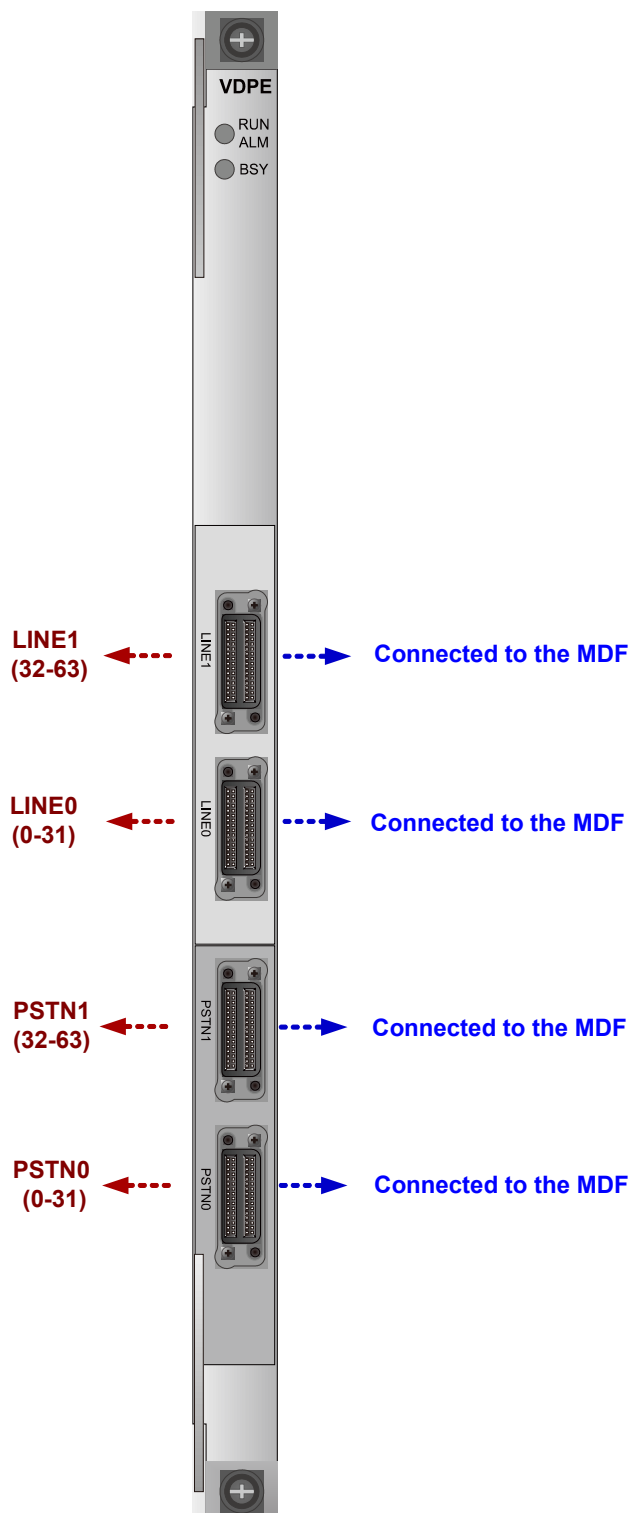 VDPE
RUN
ALM
BSY
LINE1
(32-63)
LINE1
Connected to the MDF
LINE0
(0-31)
LINE0
Connected to the MDF
PSTN1
(32-63)
PSTN1
Connected to the MDF
PSTN0
(0-31)
PSTN0
Connected to the MDF